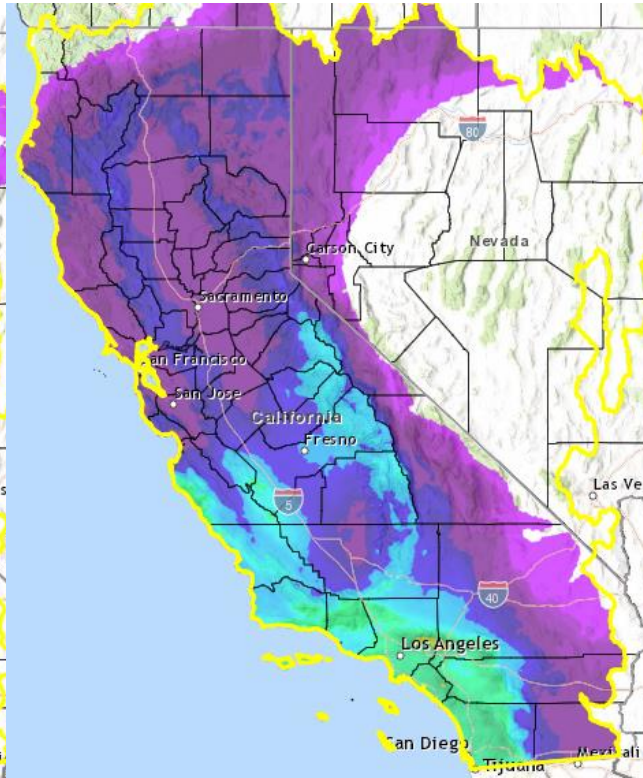 80
Nevada
Carson City
Sacramento
an Francisco
San Jose
California
Fresno
5
Las Ve
40
Los Angeles
San Diego
Tijuana
Mexicali